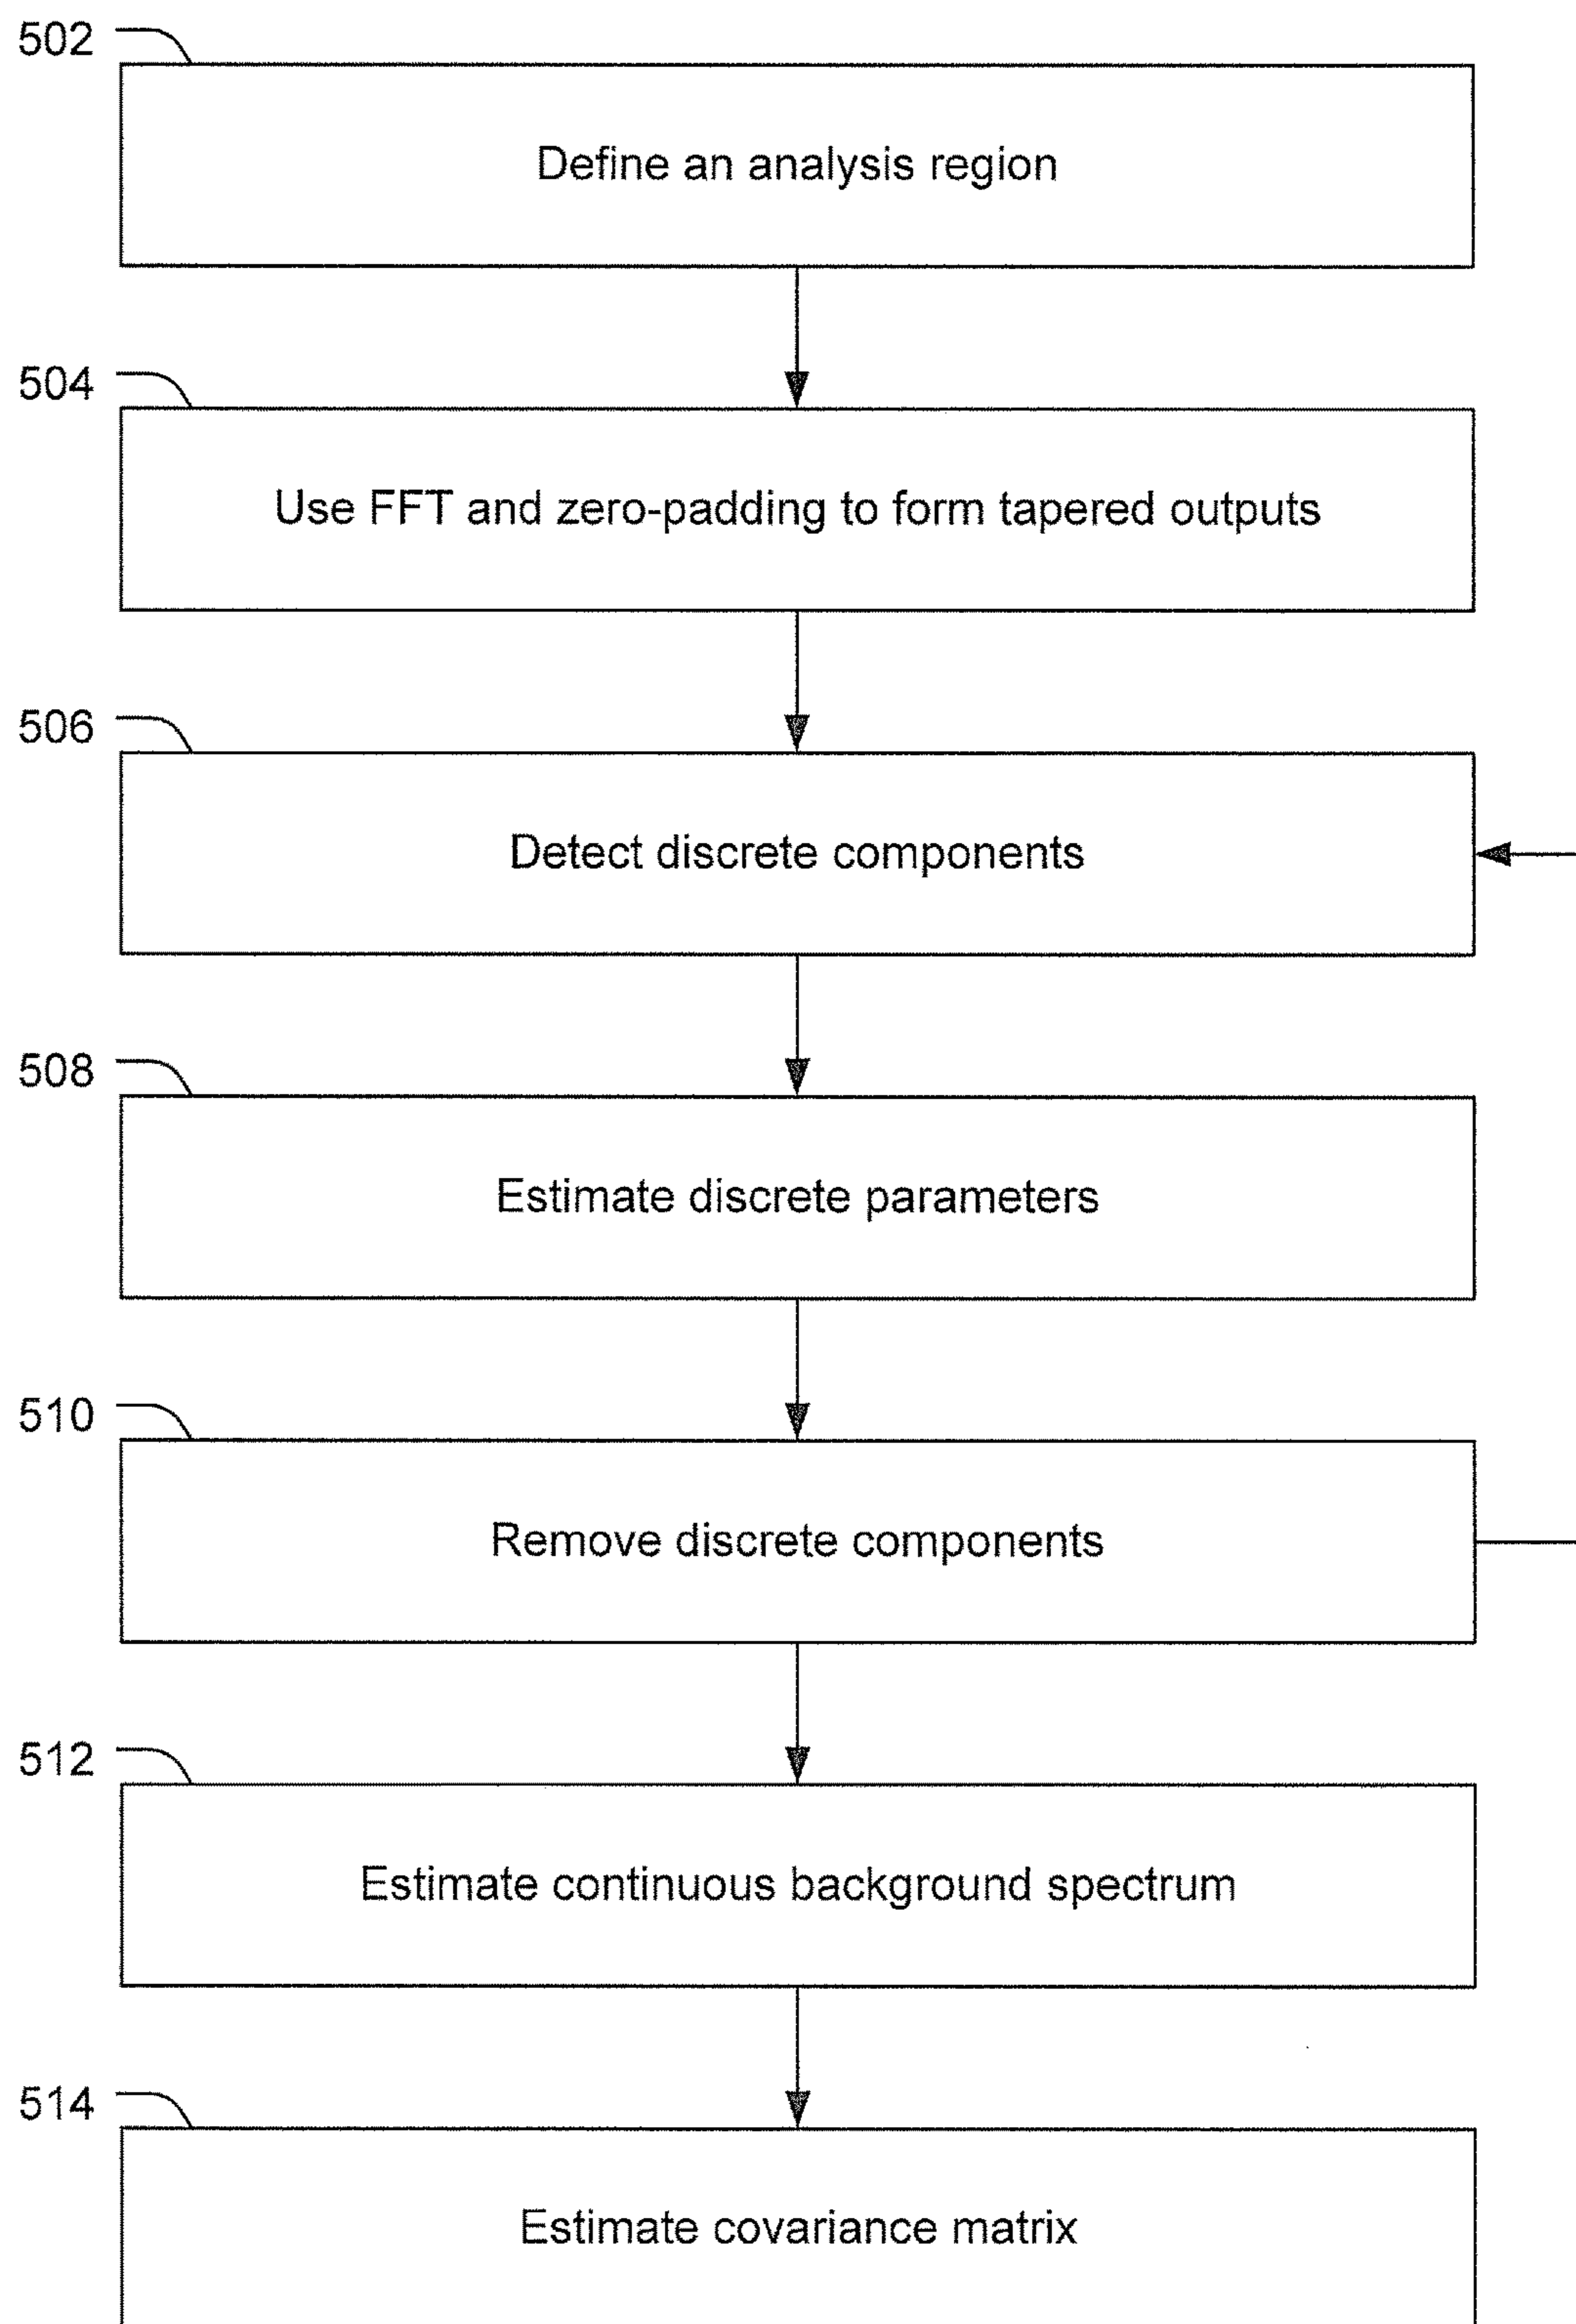 502
Define an analysis region
504
Use FFT and zero-padding to form tapered outputs
506
Detect discrete components
508
Estimate discrete parameters
510
Remove discrete components
512
Estimate continuous background spectrum
514
Estimate covariance matrix